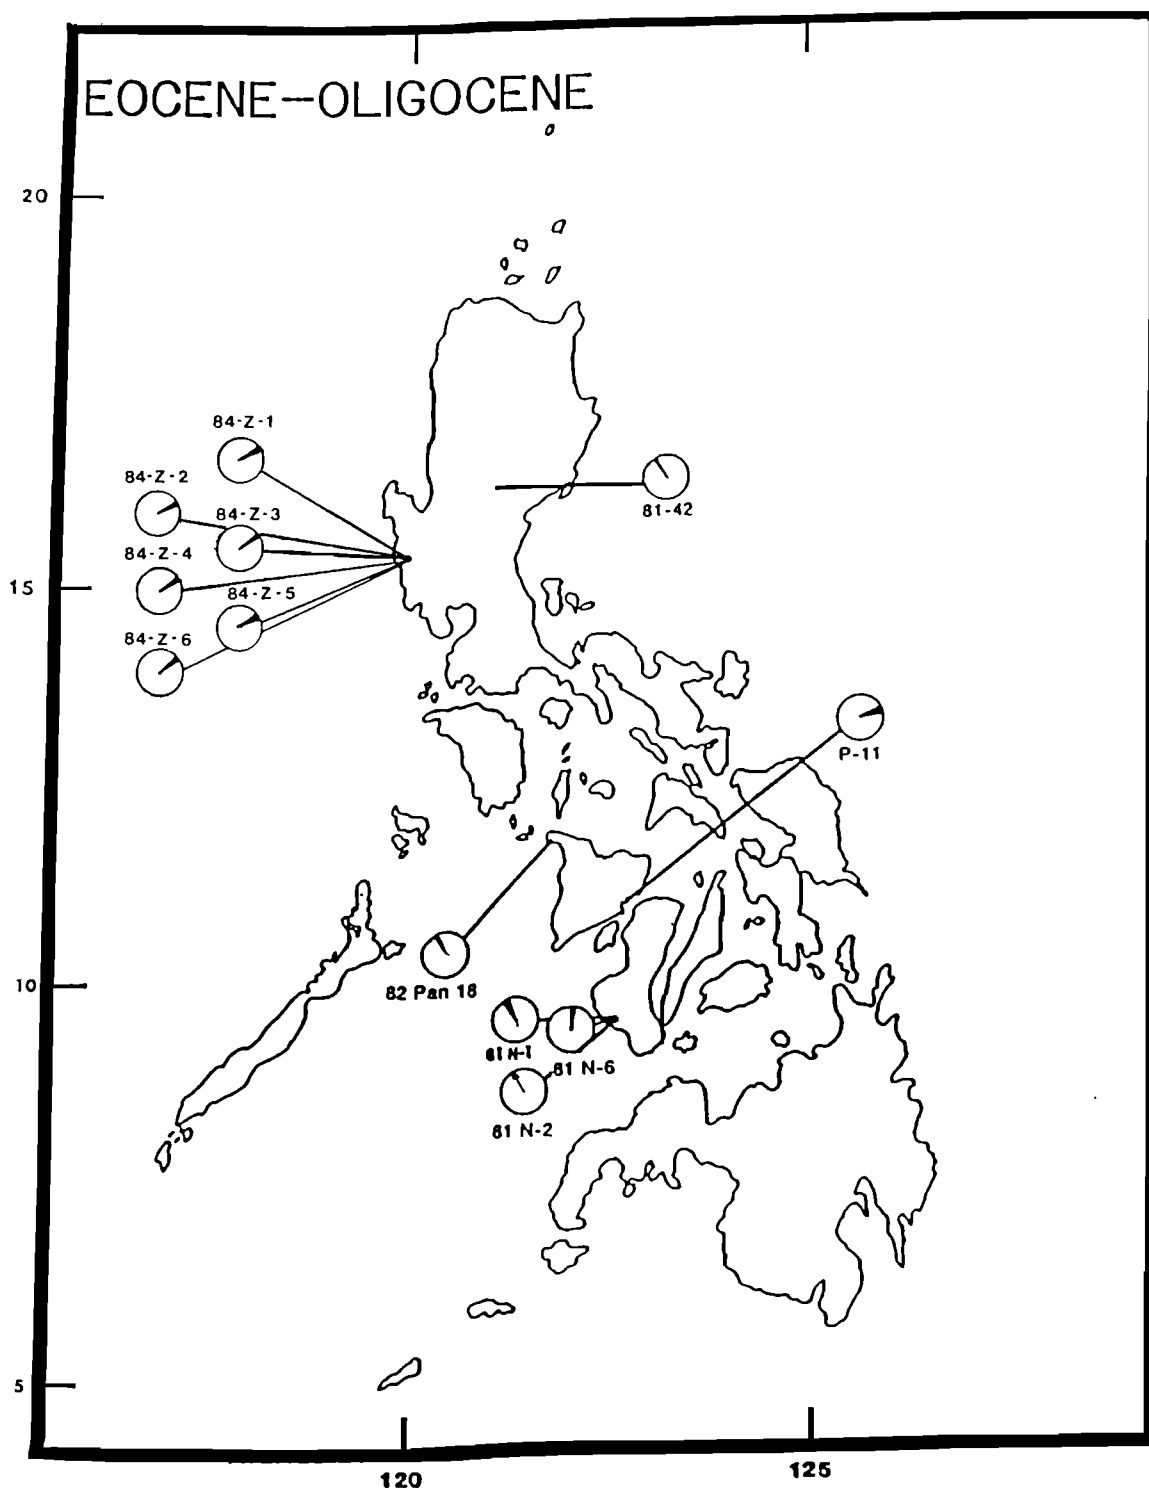 EOCENE—OLIGOCENE
20
84-Z-1
84-Z-2
81-42
84-Z-3
84-Z-4
15
84-Z-5
84-Z-6
P-11
10
82 Pan 18
81 N-1
81 N-6
81 N-2
5
120
125